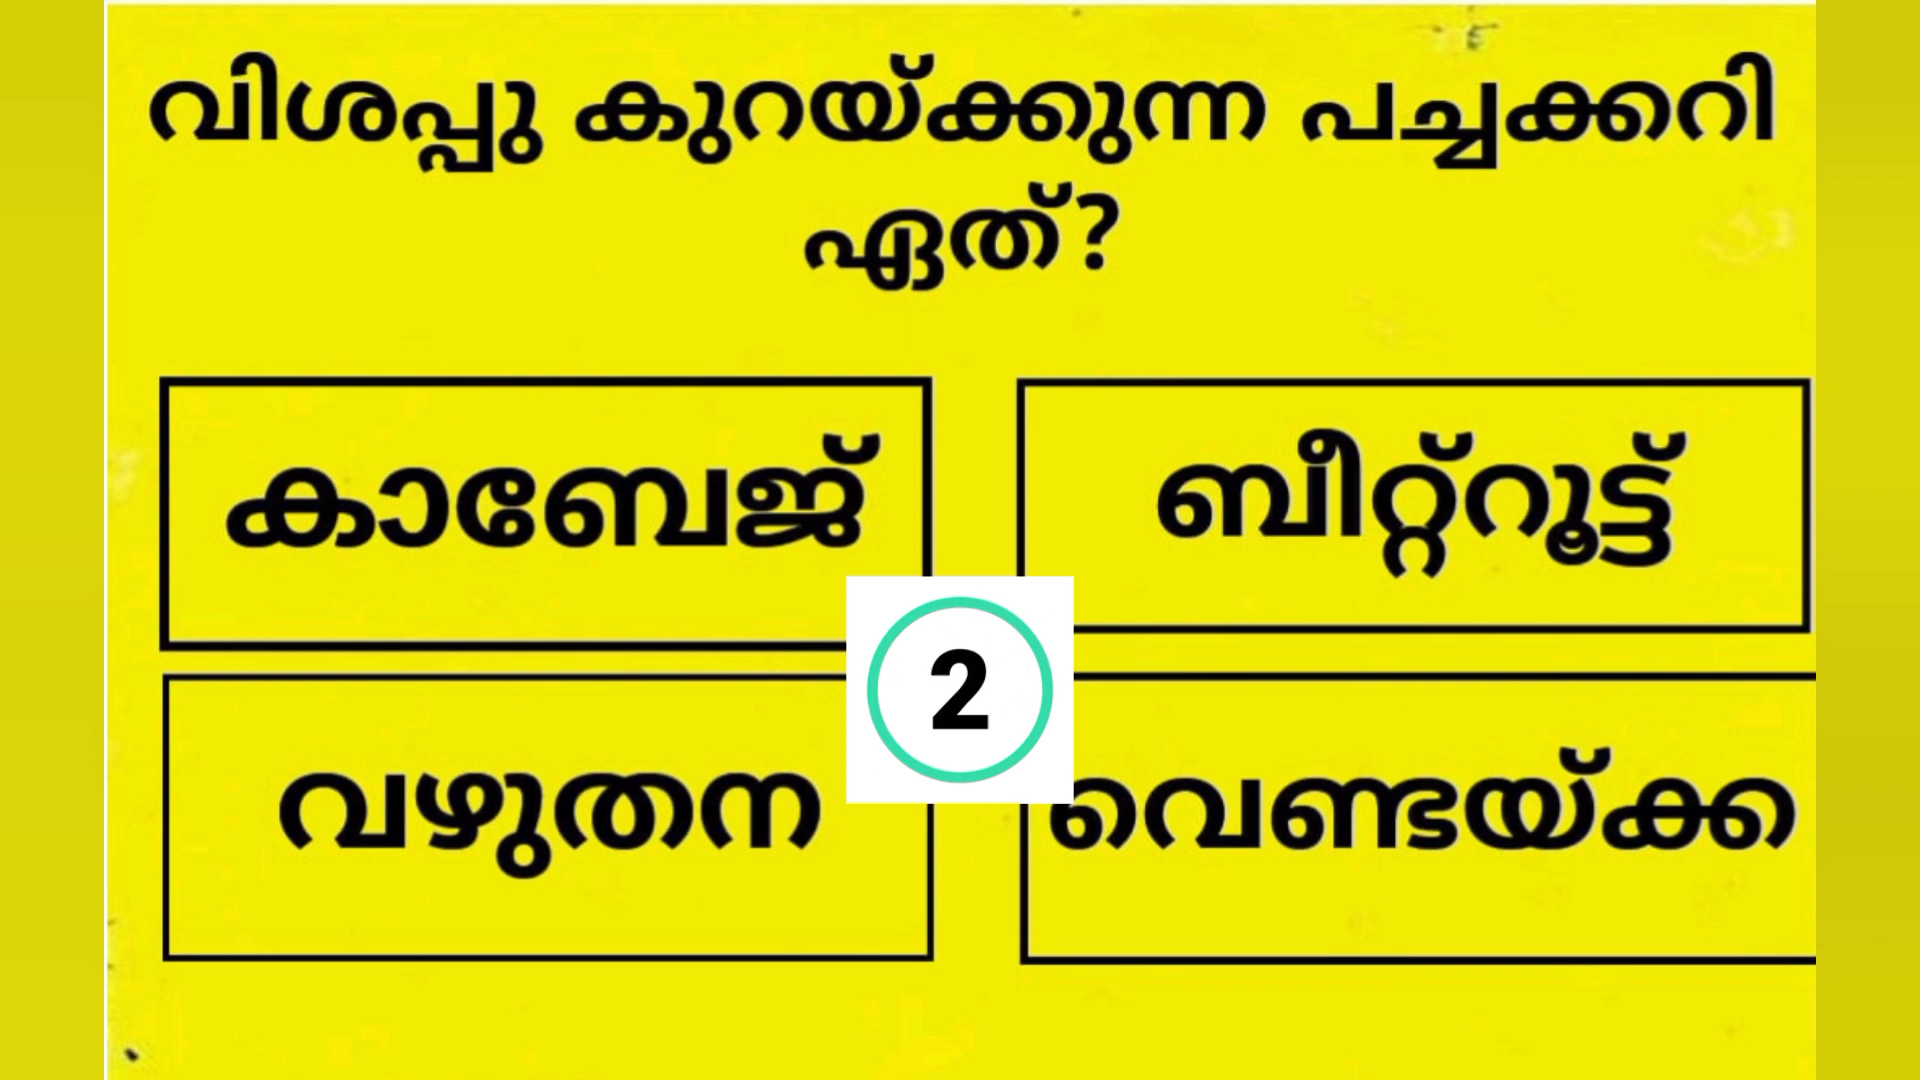 വിശപ്പു കുറയ്ക്കുന്ന പച്ചക്കറി
ഏത്?
കാബേജ്
ബീറ്റ്റൂട്ട്
2
വഴുതന
വെണ്ടയ്ക്ക